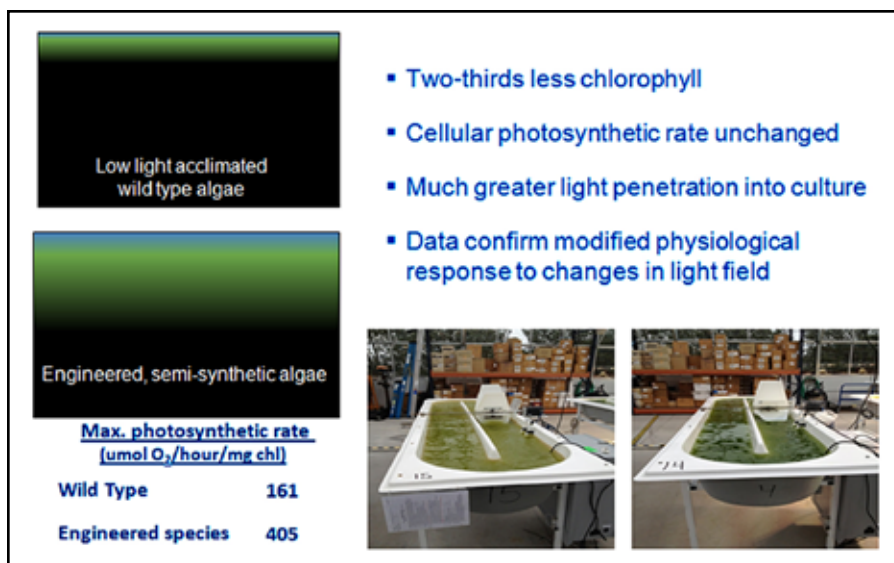 Low light acclimated
wild type algae
Engineered, semi-synthetic algae
Max. photosynthetic rate
(umol O₂/hour/mg chl)
Wild Type 161
Engineered species 405
▪ Two-thirds less chlorophyll
▪ Cellular photosynthetic rate unchanged
▪ Much greater light penetration into culture
▪ Data confirm modified physiological
response to changes in light field
15
15